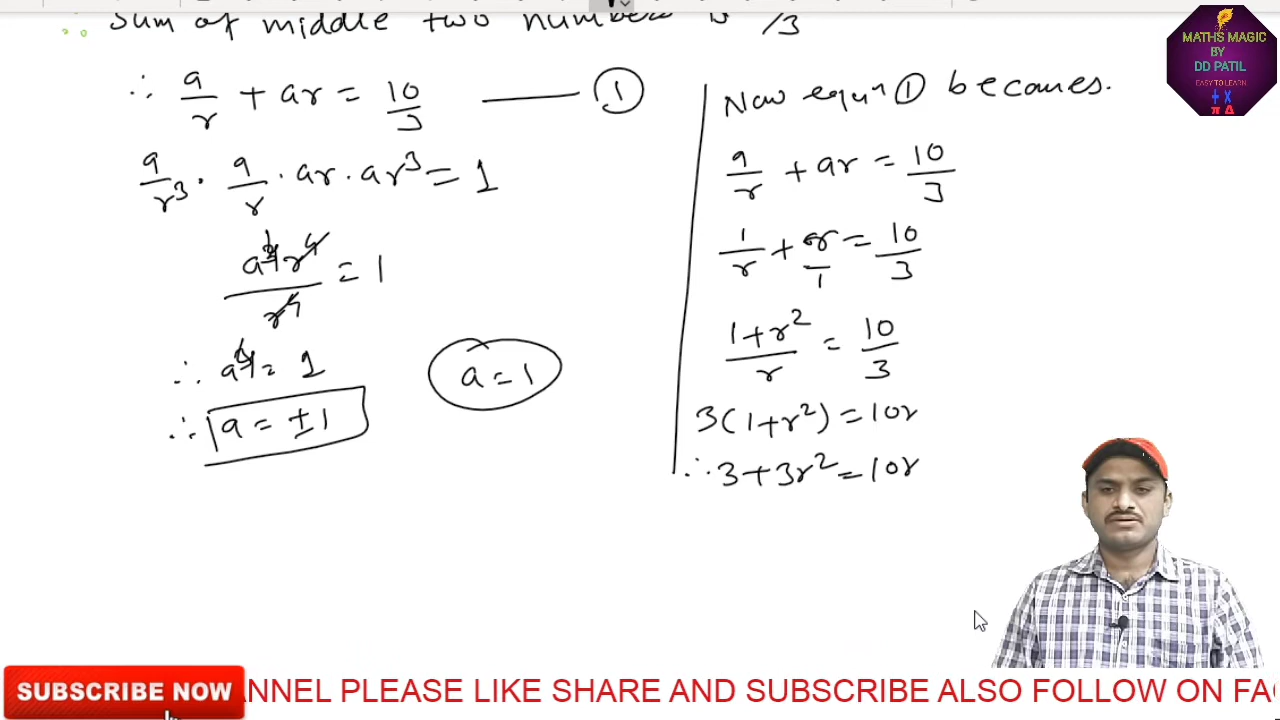 ∴ Sum of middle two numbers is 10/3
∴ a/r + ar = 10/3 —— ①
a/r³ · a/r · ar · ar³ = 1
a⁴r⁴/r⁴ = 1
∴ a⁴ = 1
∴ a = ±1
a = 1
Now equn ① becomes.
a/r + ar = 10/3
1/r + r/1 = 10/3
1+r²/r = 10/3
3(1+r²) = 10r
∴ 3+3r² = 10r
MATHS MAGIC
BY
DD PATIL
EASY TO LEARN
+ X
π Δ
SUBSCRIBE NOW
ANNEL PLEASE LIKE SHARE AND SUBSCRIBE ALSO FOLLOW ON FAC